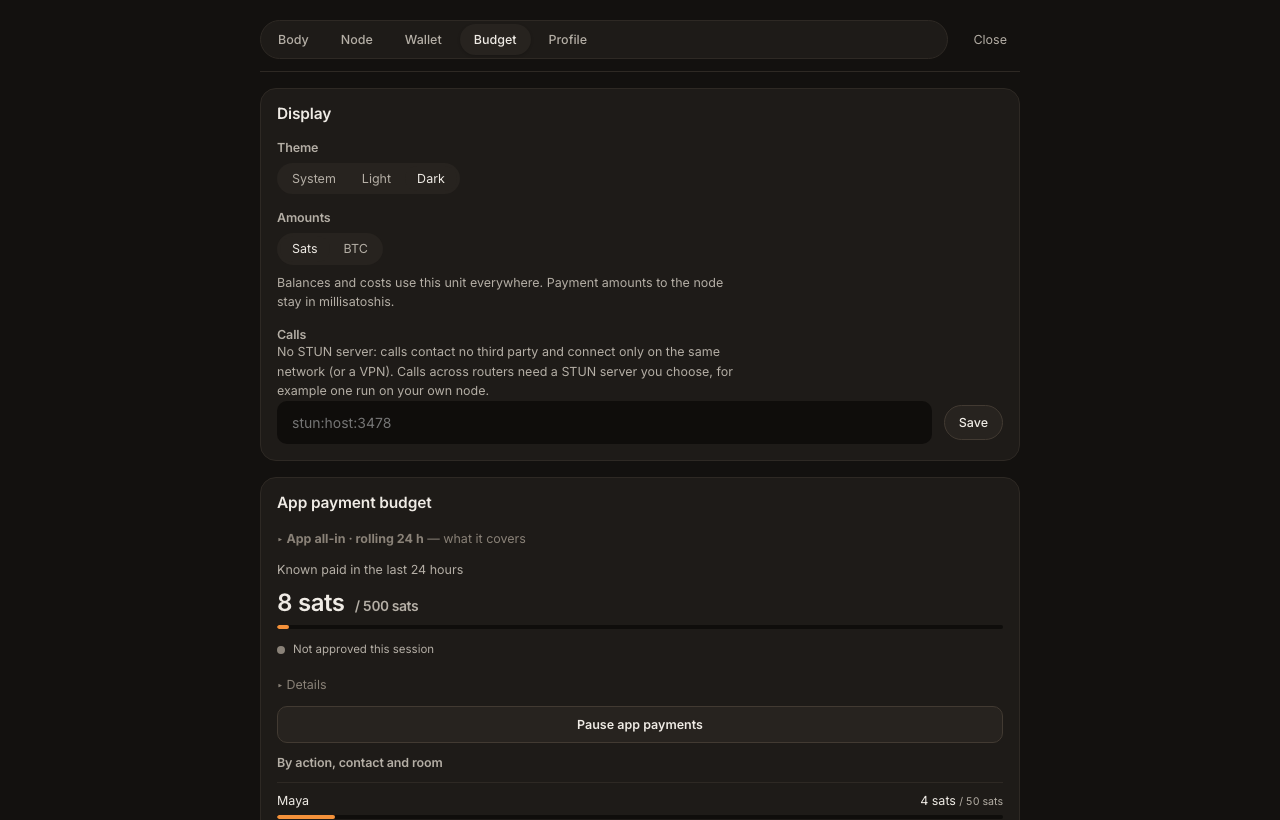 Body
Node
Wallet
Budget
Profile
Close
Display
Theme
System
Light
Dark
Amounts
Sats
BTC
Balances and costs use this unit everywhere. Payment amounts to the node
stay in millisatoshis.
Calls
No STUN server: calls contact no third party and connect only on the same
network (or a VPN). Calls across routers need a STUN server you choose, for
example one run on your own node.
stun:host:3478
Save
App payment budget
▸ App all-in · rolling 24 h — what it covers
Known paid in the last 24 hours
8 sats / 500 sats
Not approved this session
▸ Details
Pause app payments
By action, contact and room
Maya
4 sats / 50 sats